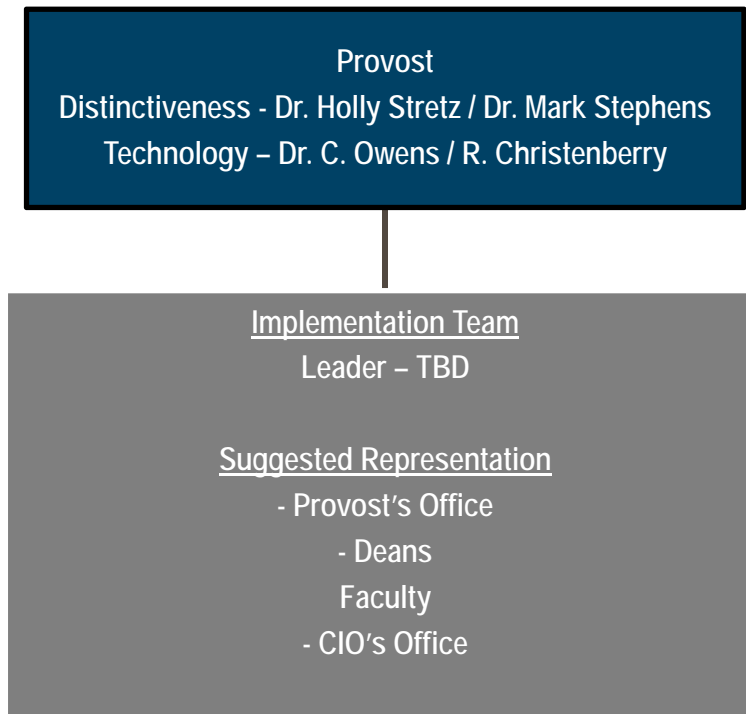 Provost
Distinctiveness - Dr. Holly Stretz / Dr. Mark Stephens
Technology – Dr. C. Owens / R. Christenberry
Implementation Team
Leader – TBD
Suggested Representation
- Provost's Office
- Deans
Faculty
- CIO's Office